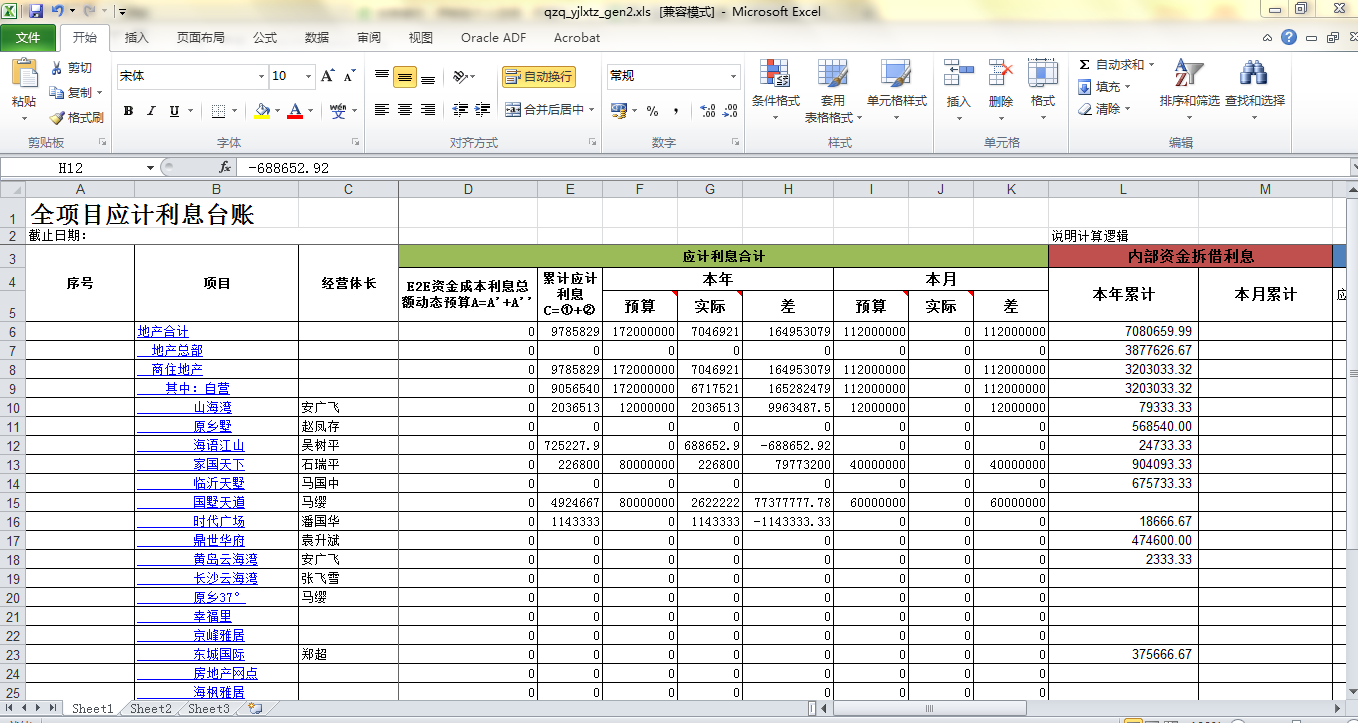 qzq_yjlxtz_gen2.xls [兼容模式] - Microsoft Excel
文件 开始 插入 页面布局 公式 数据 审阅 视图 Oracle ADF Acrobat
粘贴 剪切 复制 格式刷 剪贴板
宋体 10 B I U 字体
自动换行 合并后居中 对齐方式
常规 % , 数字
条件格式 套用表格格式 单元格样式 样式
插入 删除 格式 单元格
Σ 自动求和 填充 清除 排序和筛选 查找和选择 编辑
H12 fx -688652.92
A B C D E F G H I J K L M
1 全项目应计利息台账
2 截止日期: 说明计算逻辑
3 序号 项目 经营体长 应计利息合计 内部资金拆借利息
4 E2E资金成本利息总额动态预算A=A'+A'' 累计应计利息C=①+② 本年 本月 本年累计 本月累计 应
5 预算 实际 差 预算 实际 差
6 地产合计 0 9785829 172000000 7046921 164953079 112000000 0 112000000 7080659.99
7 地产总部 0 0 0 0 0 0 0 0 3877626.67
8 商住地产 0 9785829 172000000 7046921 164953079 112000000 0 112000000 3203033.32
9 其中: 自营 0 9056540 172000000 6717521 165282479 112000000 0 112000000 3203033.32
10 山海湾 安广飞 0 2036513 12000000 2036513 9963487.5 12000000 0 12000000 79333.33
11 原乡墅 赵凤存 0 0 0 0 0 0 0 0 568540.00
12 海语江山 吴树平 0 725227.9 0 688652.9 -688652.92 0 0 0 24733.33
13 家国天下 石瑞平 0 226800 80000000 226800 79773200 40000000 0 40000000 904093.33
14 临沂天墅 马国中 0 0 0 0 0 0 0 0 675733.33
15 国墅天道 马缨 0 4924667 80000000 2622222 77377777.78 60000000 0 60000000
16 时代广场 潘国华 0 1143333 0 1143333 -1143333.33 0 0 0 18666.67
17 鼎世华府 袁升斌 0 0 0 0 0 0 0 0 474600.00
18 黄岛云海湾 安广飞 0 0 0 0 0 0 0 0 2333.33
19 长沙云海湾 张飞雪 0 0 0 0 0 0 0 0
20 原乡37° 马缨 0 0 0 0 0 0 0 0
21 幸福里 0 0 0 0 0 0 0 0
22 京峰雅居 0 0 0 0 0 0 0 0
23 东城国际 郑超 0 0 0 0 0 0 0 0 375666.67
24 房地产网点 0 0 0 0 0 0 0 0
25 海枫雅居 0 0 0 0 0 0 0 0
Sheet1 Sheet2 Sheet3